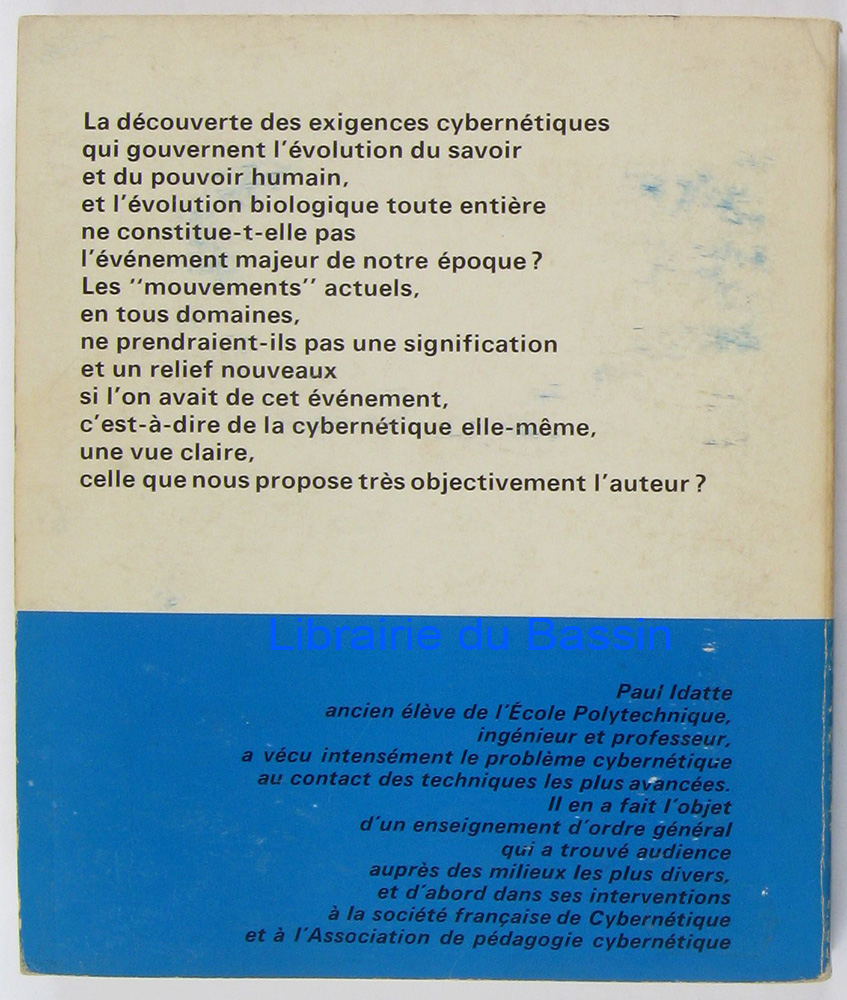 La découverte des exigences cybernétiques
qui gouvernent l'évolution du savoir
et du pouvoir humain,
et l'évolution biologique toute entière
ne constitue-t-elle pas
l'événement majeur de notre époque ?
Les "mouvements" actuels,
en tous domaines,
ne prendraient-ils pas une signification
et un relief nouveaux
si l'on avait de cet événement,
c'est-à-dire de la cybernétique elle-même,
une vue claire,
celle que nous propose très objectivement l'auteur ?
Librairie du Bassin
Paul Idatte
ancien élève de l'École Polytechnique,
ingénieur et professeur,
a vécu intensément le problème cybernétique
au contact des techniques les plus avancées.
Il en a fait l'objet
d'un enseignement d'ordre général
qui a trouvé audience
auprès des milieux les plus divers,
et d'abord dans ses interventions
à la société française de Cybernétique
et à l'Association de pédagogie cybernétique